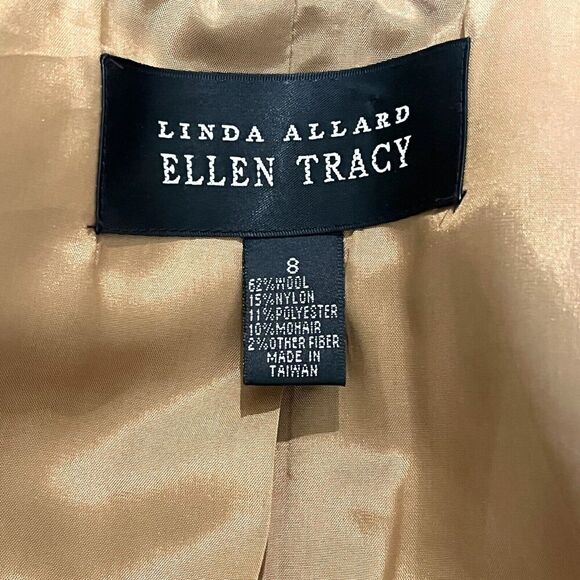 LINDA ALLARD
ELLEN TRACY
8
62%WOOL
15%NYLON
11%POLYESTER
10%MOHAIR
2%OTHER FIBER
MADE IN
TAIWAN